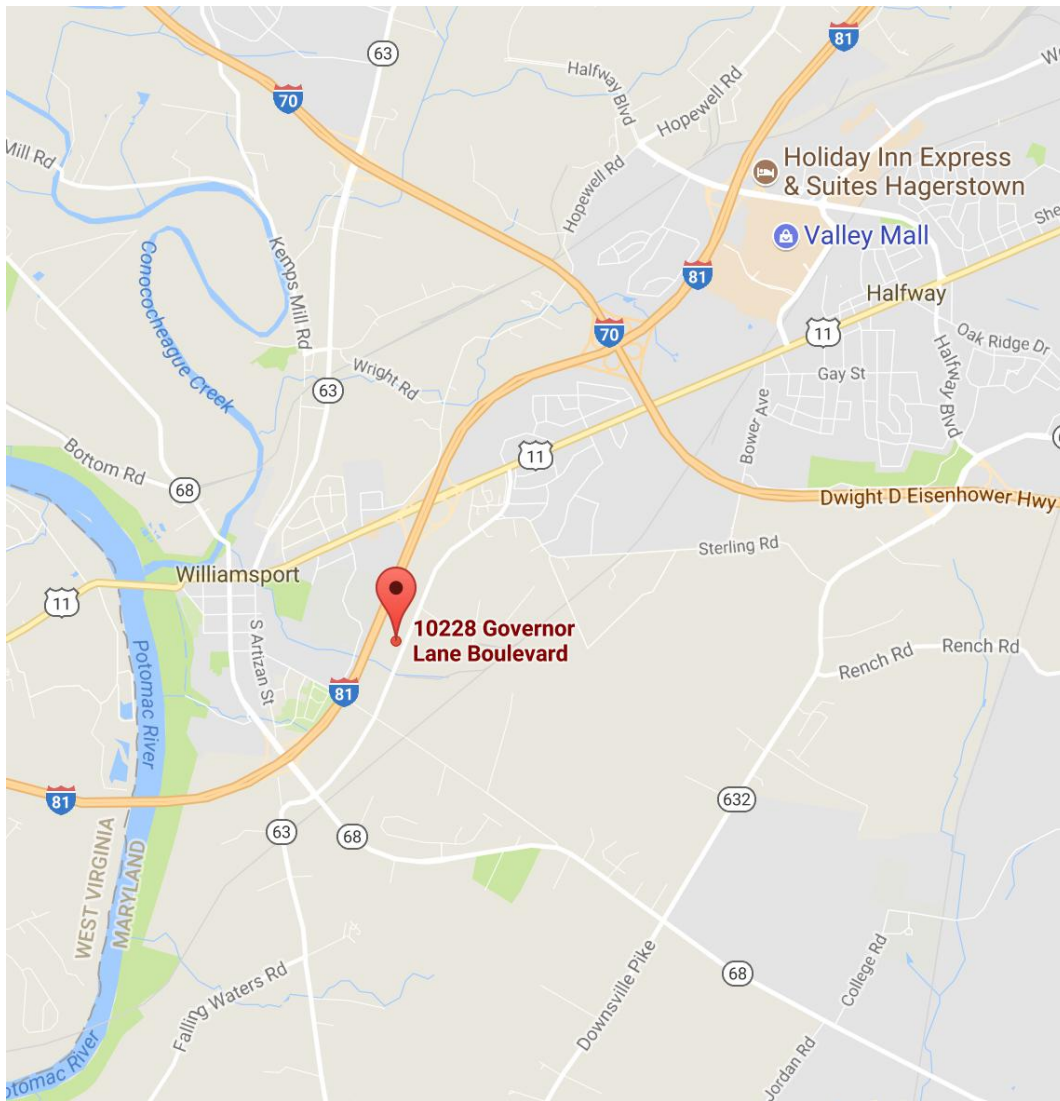 63
81
Halfway Blvd
Hopewell Rd
70
Mill Rd
Holiday Inn Express
& Suites Hagerstown
Hopewell Rd
Valley Mall
Conococheague Creek
Kemps Mill Rd
81
Halfway
70
11
Oak Ridge Dr
Wright Rd
Gay St
Halfway Blvd
63
Bower Ave
Bottom Rd
11
68
Dwight D Eisenhower Hwy
Sterling Rd
Williamsport
11
10228 Governor
Lane Boulevard
S Artizan St
Potomac River
Rench Rd
Rench Rd
81
81
632
63
68
WEST VIRGINIA
MARYLAND
Falling Waters Rd
Downsville Pike
68
College Rd
Jordan Rd
Potomac River